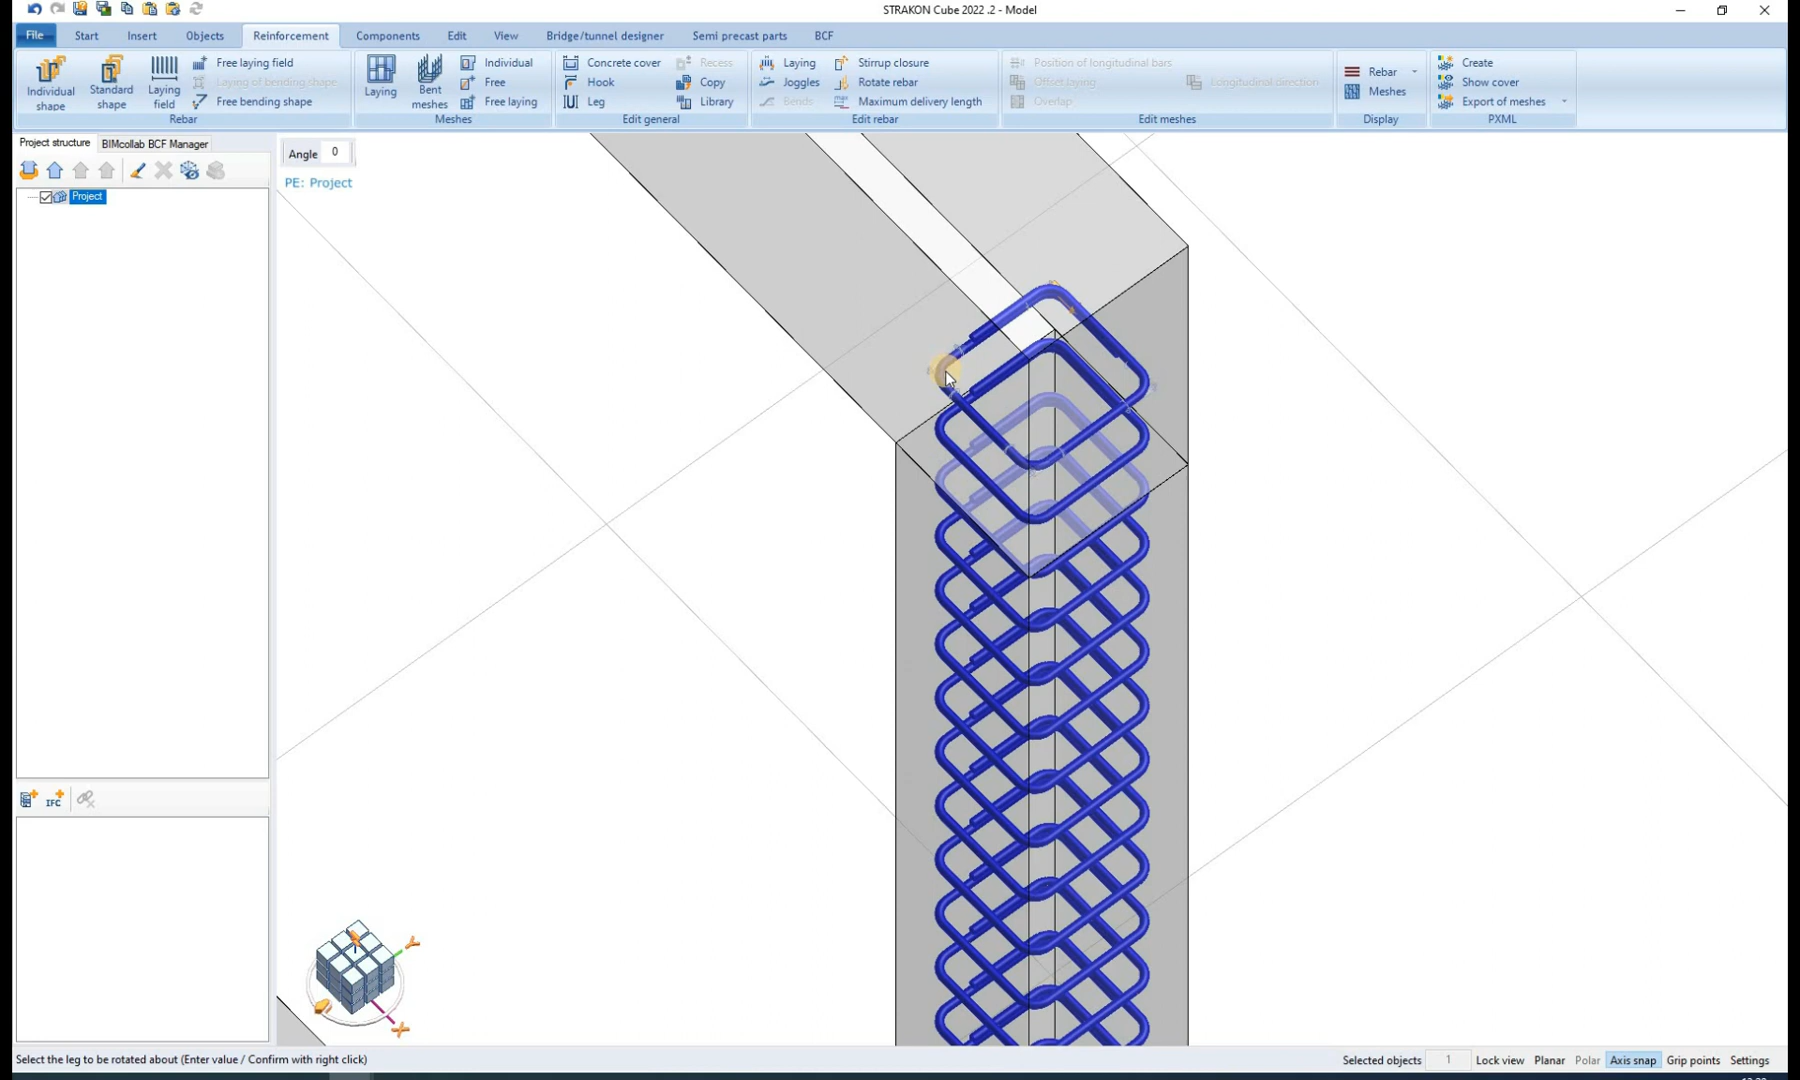 STRAKON Cube 2022 .2 - Model
File Start Insert Objects Reinforcement Components Edit View Bridge/tunnel designer Semi precast parts BCF
Individual shape
Standard shape
Laying field
Free laying field
Laying of bending shape
Free bending shape
Rebar
Laying
Bent meshes
Individual
Free
Free laying
Meshes
Concrete cover
Hook
Leg
Recess
Copy
Library
Edit general
Laying
Joggles
Bends
Stirrup closure
Rotate rebar
Maximum delivery length
Edit rebar
Position of longitudinal bars
Offset laying
Overlap
Longitudinal direction
Edit meshes
Rebar
Meshes
Display
Create
Show cover
Export of meshes
PXML
Project structure BIMcollab BCF Manager
Angle 0
PE: Project
Project
IFC
Y
X
Select the leg to be rotated about (Enter value / Confirm with right click)
Selected objects 1 Lock view Planar Polar Axis snap Grip points Settings